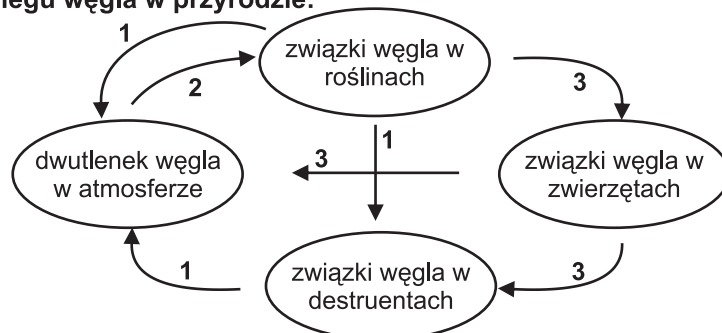 węgla w przyrodzie:
1
2
związki węgla w
roślinach
3
dwutlenek węgla
w atmosferze
3
1
związki węgla w
zwierzętach
1
związki węgla w
destruentach
3